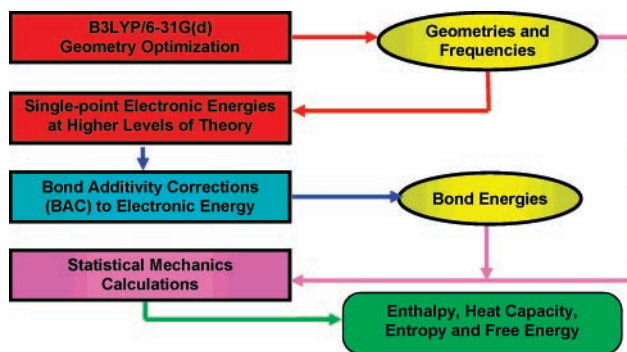 B3LYP/6-31G(d)
Geometry Optimization
Geometries and
Frequencies
Single-point Electronic Energies
at Higher Levels of Theory
Bond Additivity Corrections
(BAC) to Electronic Energy
Bond Energies
Statistical Mechanics
Calculations
Enthalpy, Heat Capacity,
Entropy and Free Energy